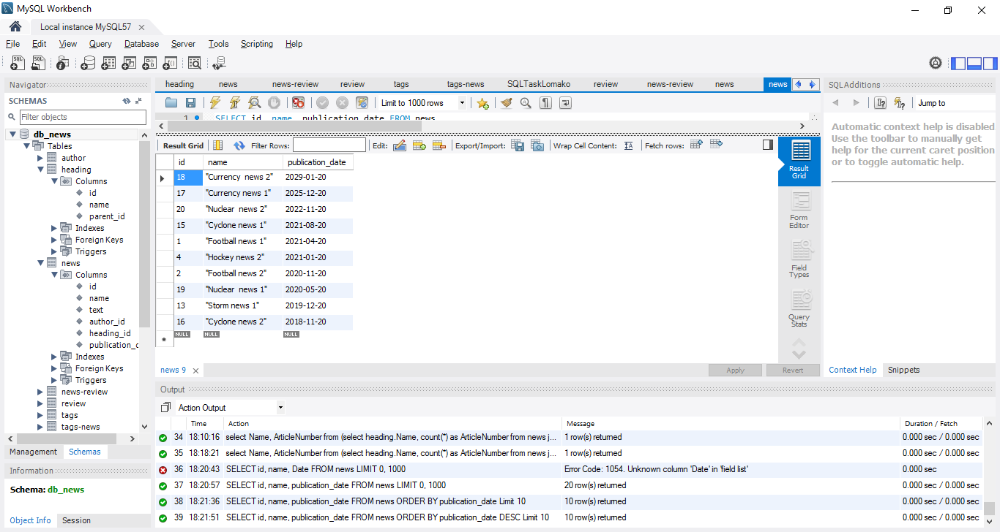 MySQL Workbench
Local instance MySQL57
File Edit View Query Database Server Tools Scripting Help
Navigator
SCHEMAS
Filter objects
db_news
Tables
author
heading
Columns
id
name
parent_id
Indexes
Foreign Keys
Triggers
news
Columns
id
name
text
author_id
heading_id
publication_d
Indexes
Foreign Keys
Triggers
news-review
review
tags
tags-news
Management Schemas
Information
Schema: db_news
Object Info Session
heading news news-review review tags tags-news SQLTaskLomako review news-review news news
Limit to 1000 rows
1 SELECT id, name, publication_date FROM news
Result Grid Filter Rows: Edit: Export/Import: Wrap Cell Content: Fetch rows:
id name publication_date
18 "Currency  news 2" 2029-01-20
17 "Currency news 1" 2025-12-20
20 "Nuclear  news 2" 2022-11-20
15 "Cyclone news 1" 2021-08-20
1 "Football news 1" 2021-04-20
4 "Hockey news 2" 2021-01-20
2 "Football news 2" 2020-11-20
19 "Nuclear  news 1" 2020-05-20
13 "Storm news 1" 2019-12-20
16 "Cyclone news 2" 2018-11-20
NULL NULL NULL
Result
Grid
Form
Editor
Field
Types
Query
Stats
news 9
Apply Revert
SQLAdditions
Jump to
Automatic context help is disabled.
Use the toolbar to manually get
help for the current caret position
or to toggle automatic help.
Context Help Snippets
Output
Action Output
Time Action Message Duration / Fetch
34 18:10:16 select Name, ArticleNumber from (select heading.Name, count(*) as ArticleNumber from news j... 1 row(s) returned 0.000 sec / 0.000 sec
35 18:18:21 select Name, ArticleNumber from (select heading.Name, count(*) as ArticleNumber from news j... 1 row(s) returned 0.000 sec / 0.000 sec
36 18:20:43 SELECT id, name, Date FROM news LIMIT 0, 1000 Error Code: 1054. Unknown column 'Date' in 'field list' 0.000 sec
37 18:20:57 SELECT id, name, publication_date FROM news LIMIT 0, 1000 20 row(s) returned 0.000 sec / 0.000 sec
38 18:21:36 SELECT id, name, publication_date FROM news ORDER BY publication_date Limit 10 10 row(s) returned 0.000 sec / 0.000 sec
39 18:21:51 SELECT id, name, publication_date FROM news ORDER BY publication_date DESC Limit 10 10 row(s) returned 0.000 sec / 0.000 sec